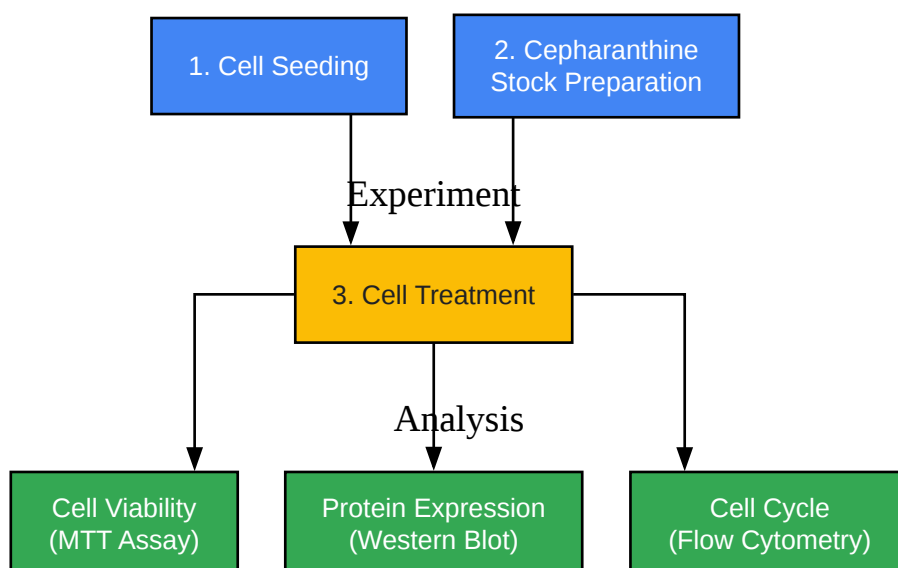 1. Cell Seeding
2. Cepharanthine
Stock Preparation
Experiment
3. Cell Treatment
Analysis
Cell Viability
(MTT Assay)
Protein Expression
(Western Blot)
Cell Cycle
(Flow Cytometry)